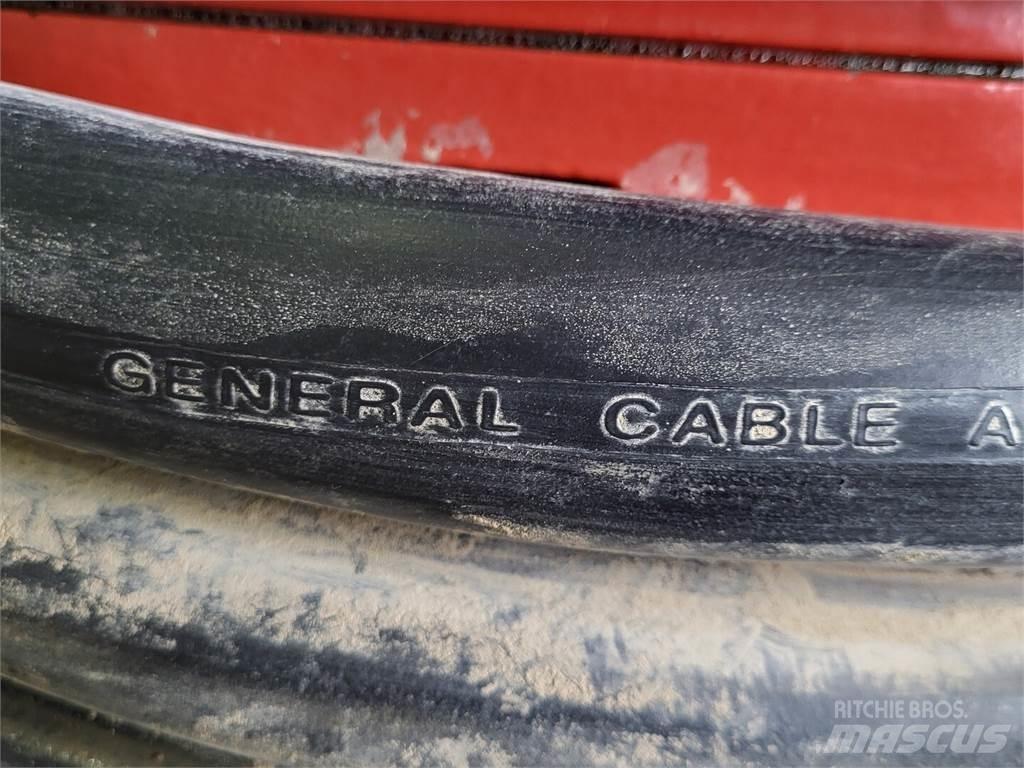 GENERAL CABLE A
RITCHIE BROS.
MASCUS